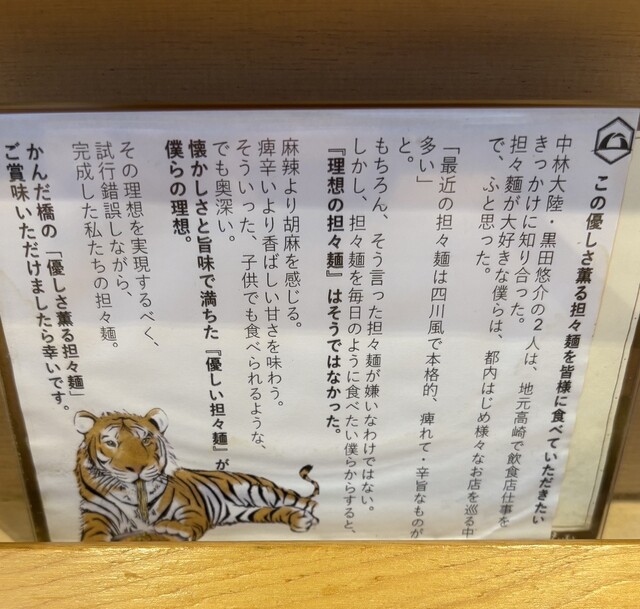 この優しさ薫る担々麺を皆様に食べていただきたい
中林大陸・黒田悠介の2人は、地元高崎で飲食店仕事を
きっかけに知り合った。
担々麺が大好きな僕らは、都内はじめ様々なお店を巡る中
で、ふと思った。
「最近の担々麺は四川風で本格的、痺れて・辛旨なものが
多い」
と。
もちろん、そう言った担々麺が嫌いなわけではない。
しかし、担々麺を毎日のように食べたい僕らからすると、
『理想の担々麺』はそうではなかった。
麻辣より胡麻を感じる。
痺辛いより香ばしい甘さを味わう。
そういった、子供でも食べられるような、
でも奥深い。
懐かしさと旨味で満ちた『優しい担々麺』が
僕らの理想。
その理想を実現するべく、
試行錯誤しながら、
完成した私たちの担々麺。
かんだ橋の「優しさ薫る担々麺」
ご賞味いただけましたら幸いです。